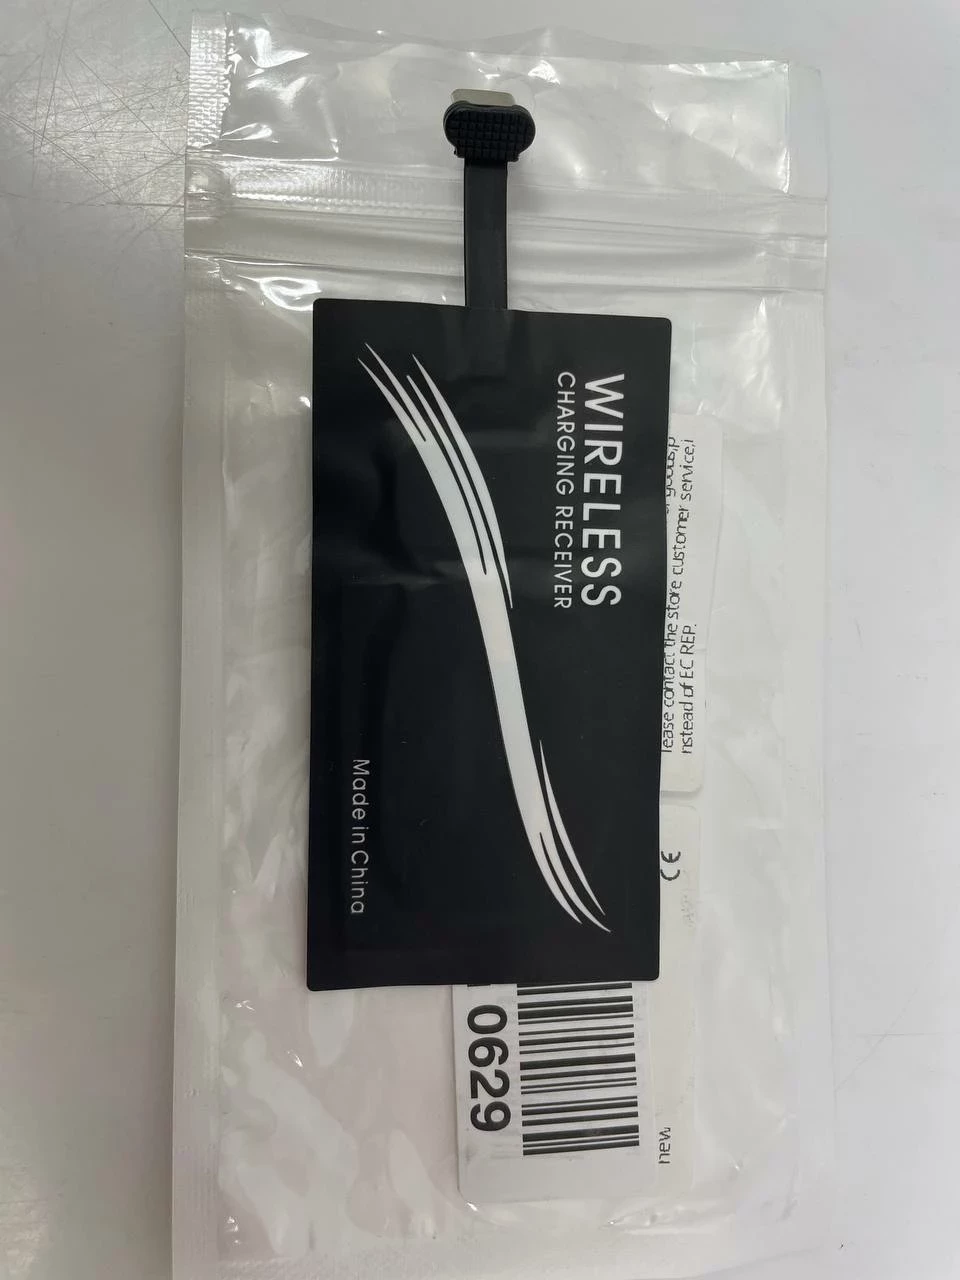 WIRELESS
CHARGING RECEIVER
Made in China
lease contact the store customer service,i
nstead of EC REP.
CE
new
0629